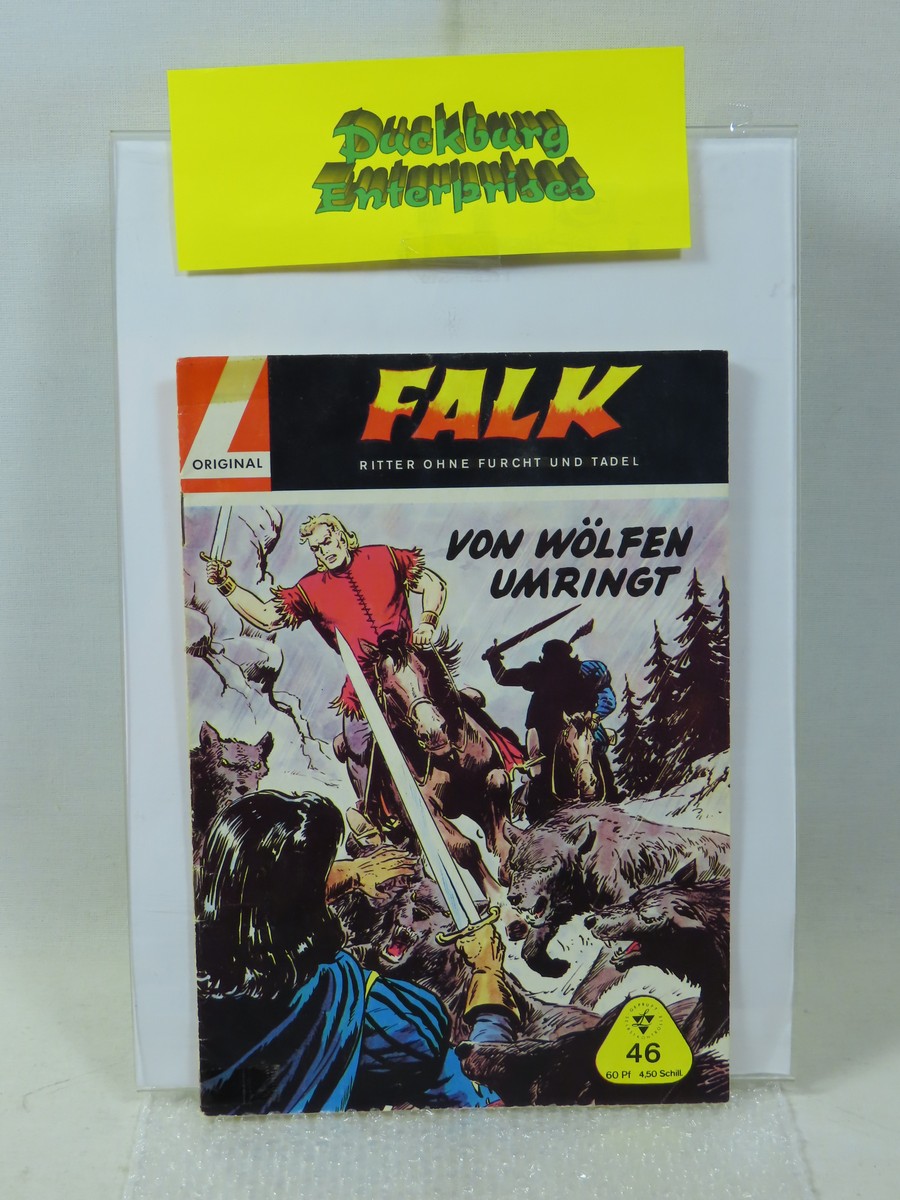 Duckburg
Enterprises
ORIGINAL
FALK
RITTER OHNE FURCHT UND TADEL
VON WÖLFEN
UMRINGT
46
60 Pf 4,50 Schill.